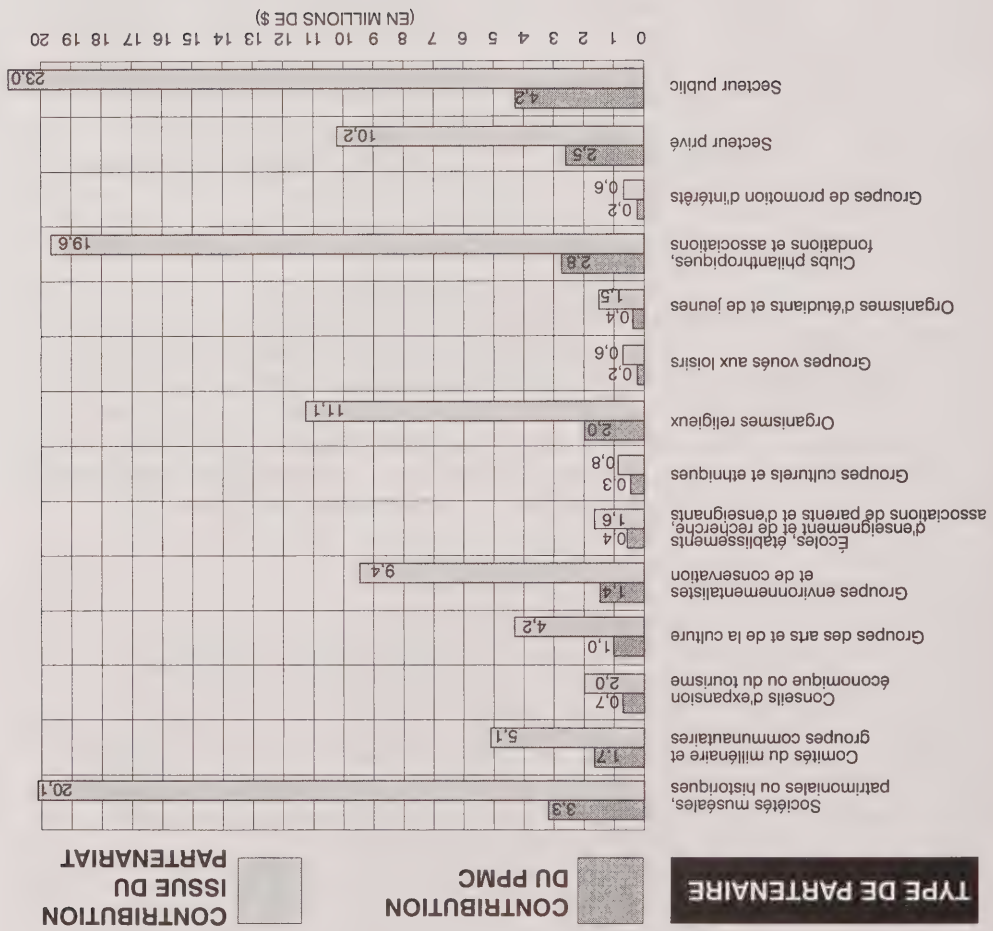 TYPE DE PARTENAIRE
CONTRIBUTION
DU PPMC
CONTRIBUTION
ISSUE DU
PARTENARIAT
Sociétés muséales,
patrimoniales ou historiques
3,3
20,1
Comités du millénaire et
groupes communautaires
1,7
5,1
Conseils d'expansion
économique ou du tourisme
0,7
2,0
Groupes des arts et de la culture
1,0
4,2
Groupes environnementalistes
et de conservation
1,4
9,4
Écoles, établissements
d'enseignement et de recherche,
associations de parents et d'enseignants
0,4
1,6
Groupes culturels et ethniques
0,3
0,8
Organismes religieux
2,0
11,1
Groupes voués aux loisirs
0,2
0,6
Organismes d'étudiants et de jeunes
0,4
1,5
Clubs philanthropiques,
fondations et associations
2,8
19,6
Groupes de promotion d'intérêts
0,2
0,6
Secteur privé
2,5
10,2
Secteur public
4,2
23,0
0 1 2 3 4 5 6 7 8 9 10 11 12 13 14 15 16 17 18 19 20
(EN MILLIONS DE $)